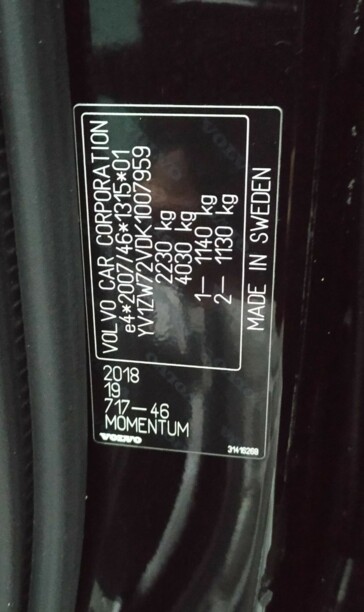 VOLVO CAR CORPORATION
e4*2007/46*1315*01
YV1ZW72VDK1007959
2230 kg
4030 kg
1– 1140 kg
2– 1130 kg
MADE IN SWEDEN
2018
19
717–46
MOMENTUM
VOLVO
31410260